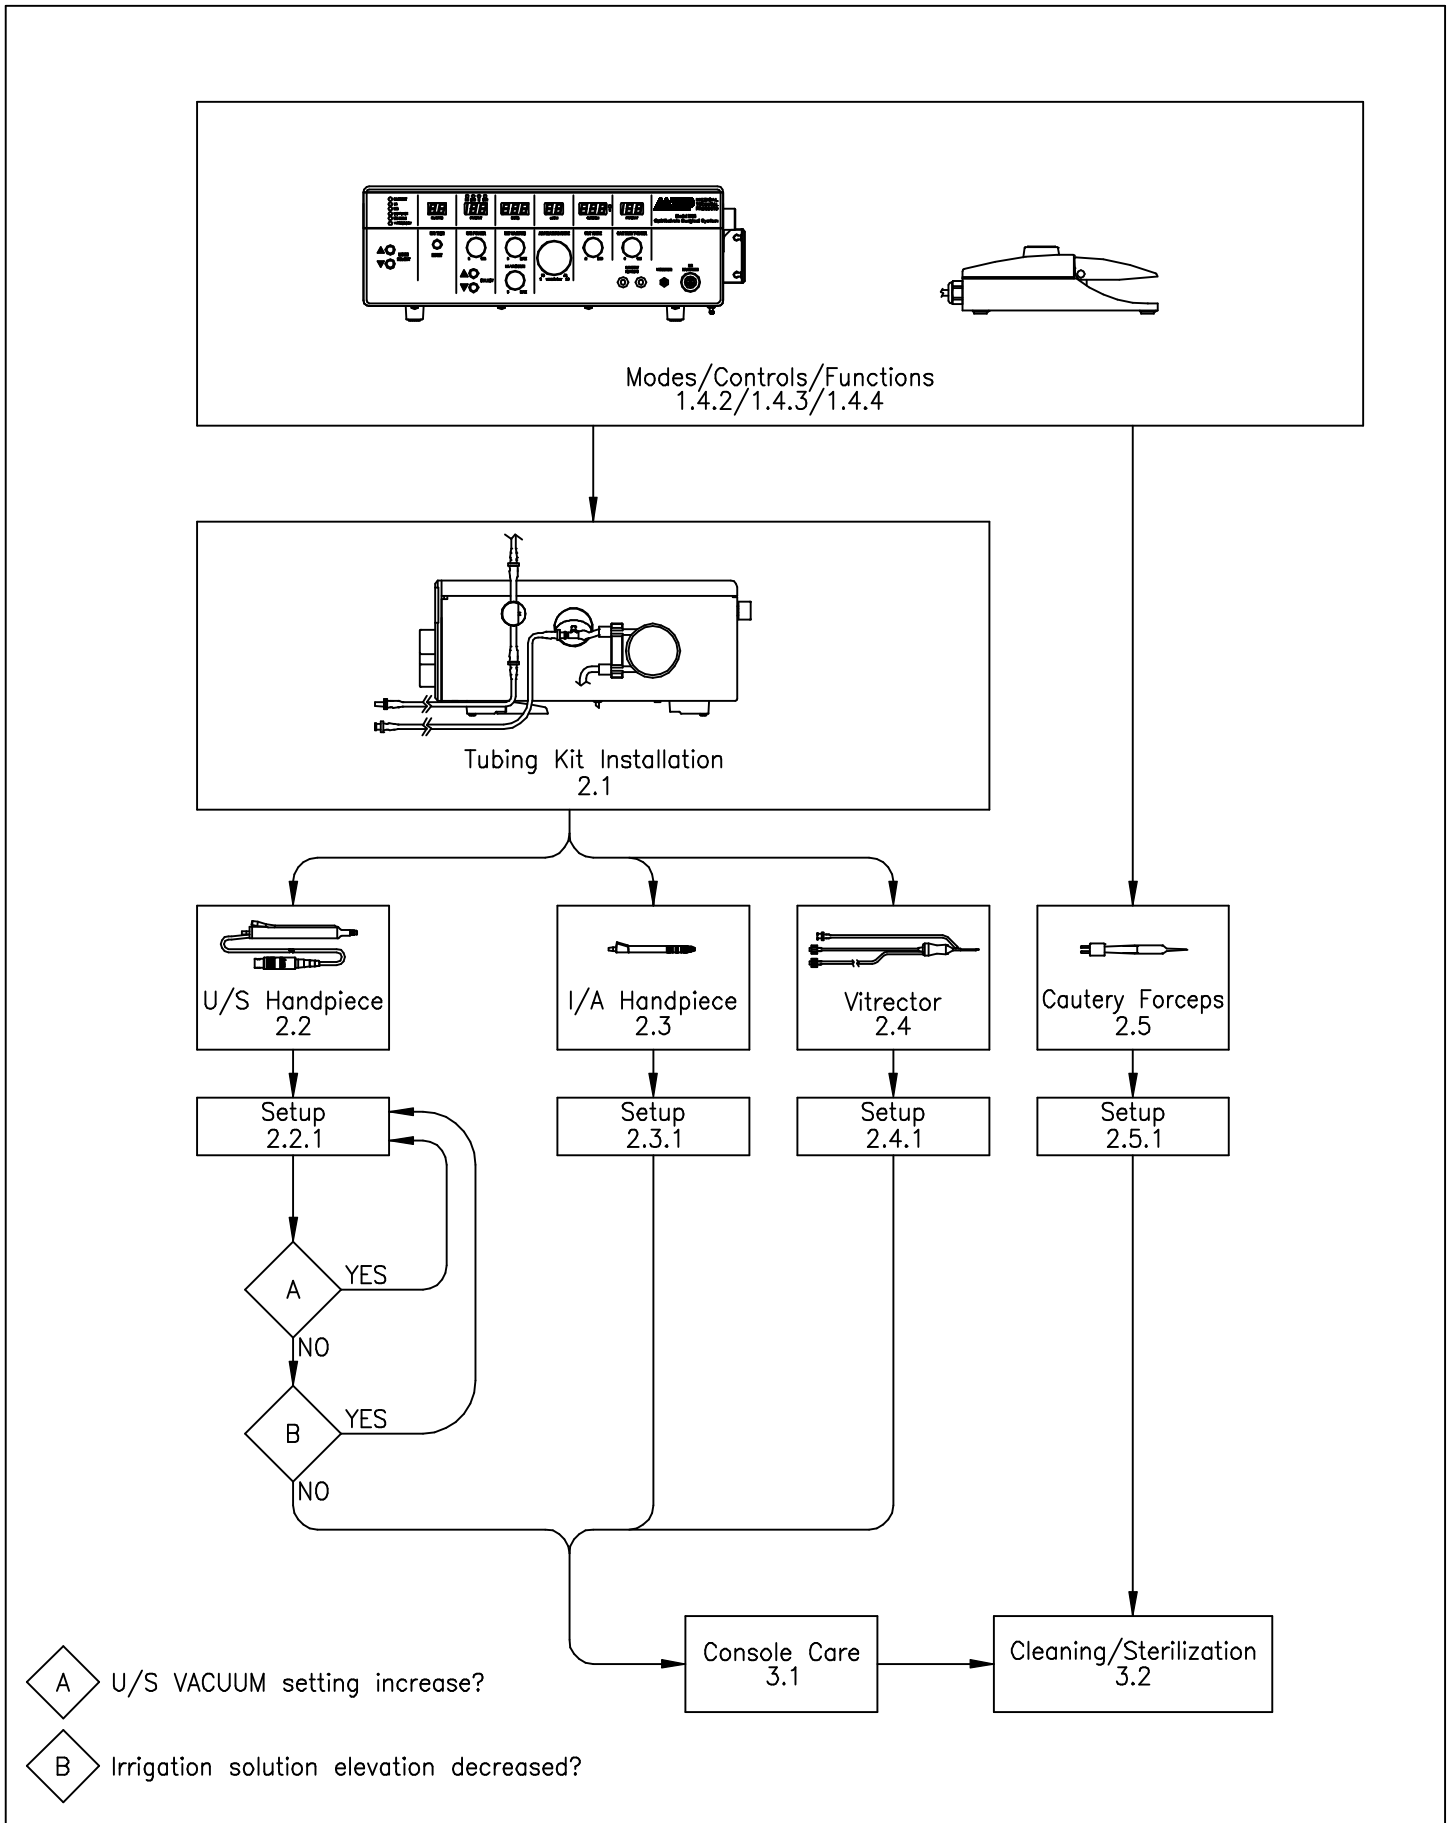 Modes/Controls/Functions
1.4.2/1.4.3/1.4.4
Tubing Kit Installation
2.1
U/S Handpiece
2.2
I/A Handpiece
2.3
Vitrector
2.4
Cautery Forceps
2.5
Setup
2.2.1
Setup
2.3.1
Setup
2.4.1
Setup
2.5.1
A
YES
NO
B
YES
NO
Console Care
3.1
Cleaning/Sterilization
3.2
A U/S VACUUM setting increase?
B Irrigation solution elevation decreased?